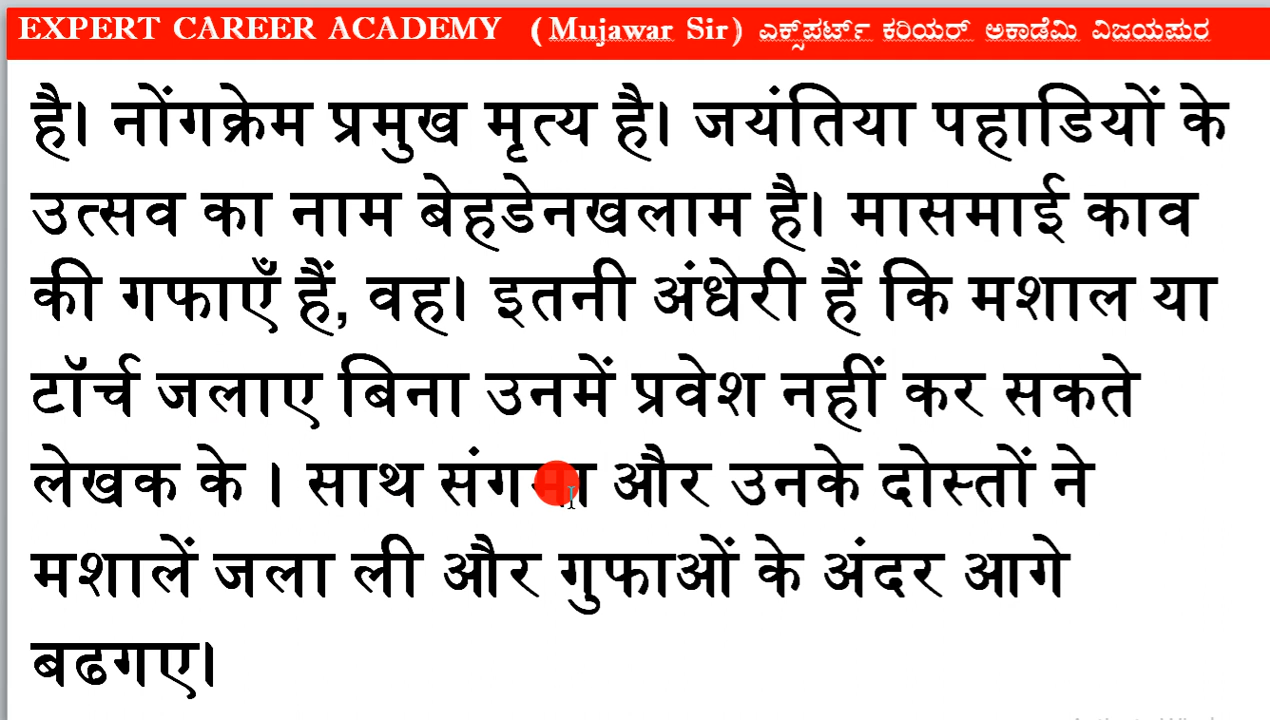 EXPERT CAREER ACADEMY (Mujawar Sir) ಎಕ್ಸ್‌ಪರ್ಟ್ ಕರಿಯರ್ ಅಕಾಡೆಮಿ ವಿಜಯಪುರ
है। नोंगक्रेम प्रमुख मृत्य है। जयंतिया पहाडियों के
उत्सव का नाम बेहडेनखलाम है। मासमाई काव
की गफाएँ हैं, वह। इतनी अंधेरी हैं कि मशाल या
टॉर्च जलाए बिना उनमें प्रवेश नहीं कर सकते
लेखक के । साथ संगमा और उनके दोस्तों ने
मशालें जला ली और गुफाओं के अंदर आगे
बढगए।